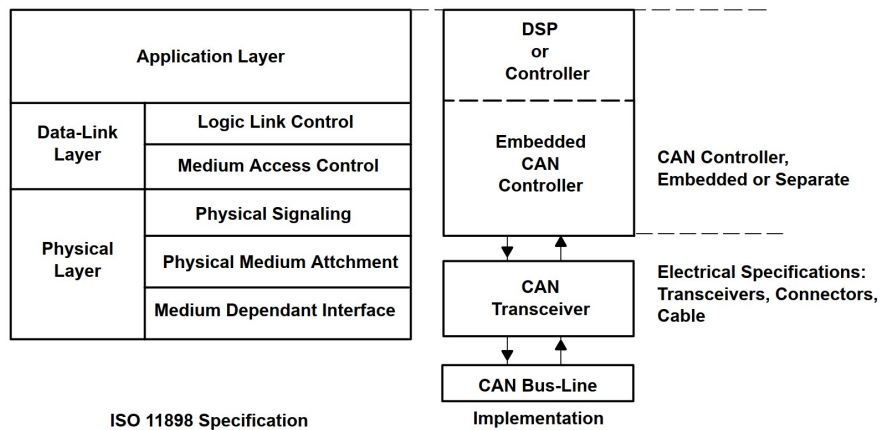 Application Layer
Data-Link
Layer
Logic Link Control
Medium Access Control
Physical
Layer
Physical Signaling
Physical Medium Attchment
Medium Dependant Interface
ISO 11898 Specification
DSP
or
Controller
Embedded
CAN
Controller
CAN
Transceiver
CAN Bus-Line
Implementation
CAN Controller,
Embedded or Separate
Electrical Specifications:
Transceivers, Connectors,
Cable